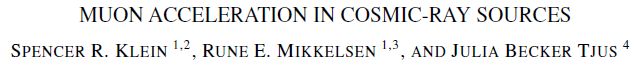 MUON ACCELERATION IN COSMIC-RAY SOURCES
SPENCER R. KLEIN 1,2, RUNE E. MIKKELSEN 1,3, AND JULIA BECKER TJUS 4